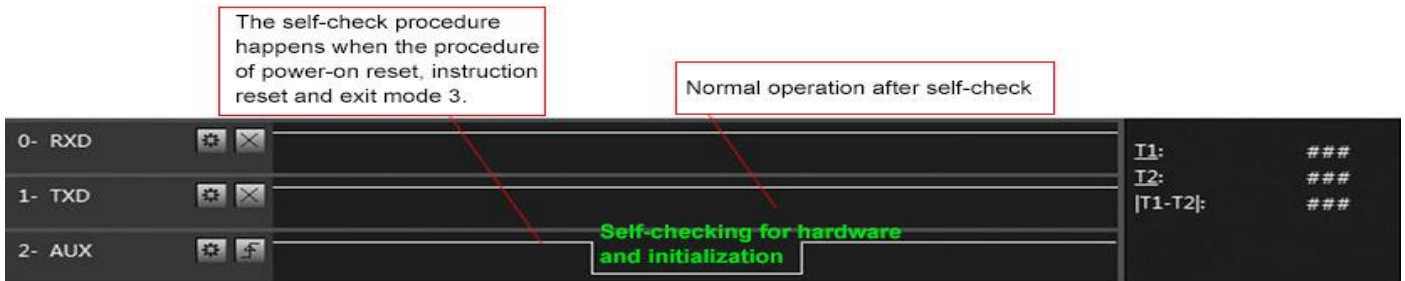 The self-check procedure
happens when the procedure
of power-on reset, instruction
reset and exit mode 3.
Normal operation after self-check
0- RXD
T1: ###
1- TXD
T2: ###
|T1-T2|: ###
2- AUX
Self-checking for hardware
and initialization